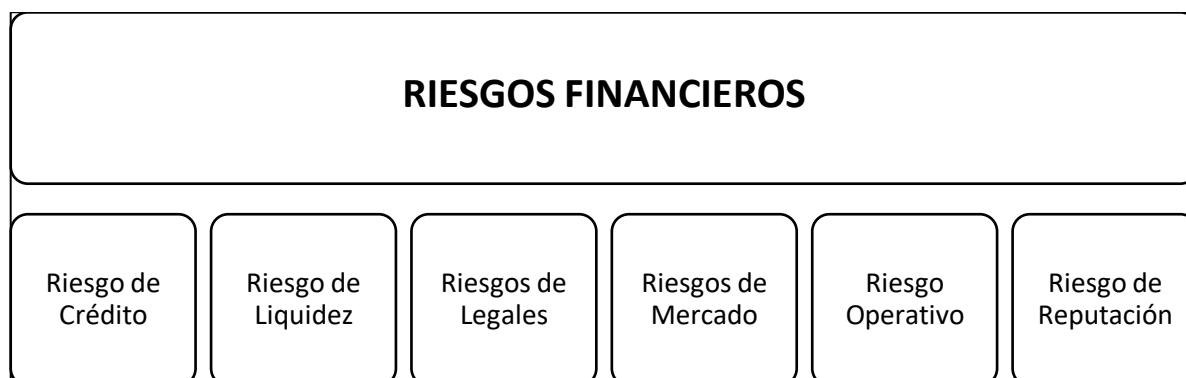 RIESGOS FINANCIEROS
Riesgo de
Crédito
Riesgo de
Liquidez
Riesgos de
Legales
Riesgos de
Mercado
Riesgo
Operativo
Riesgo de
Reputación